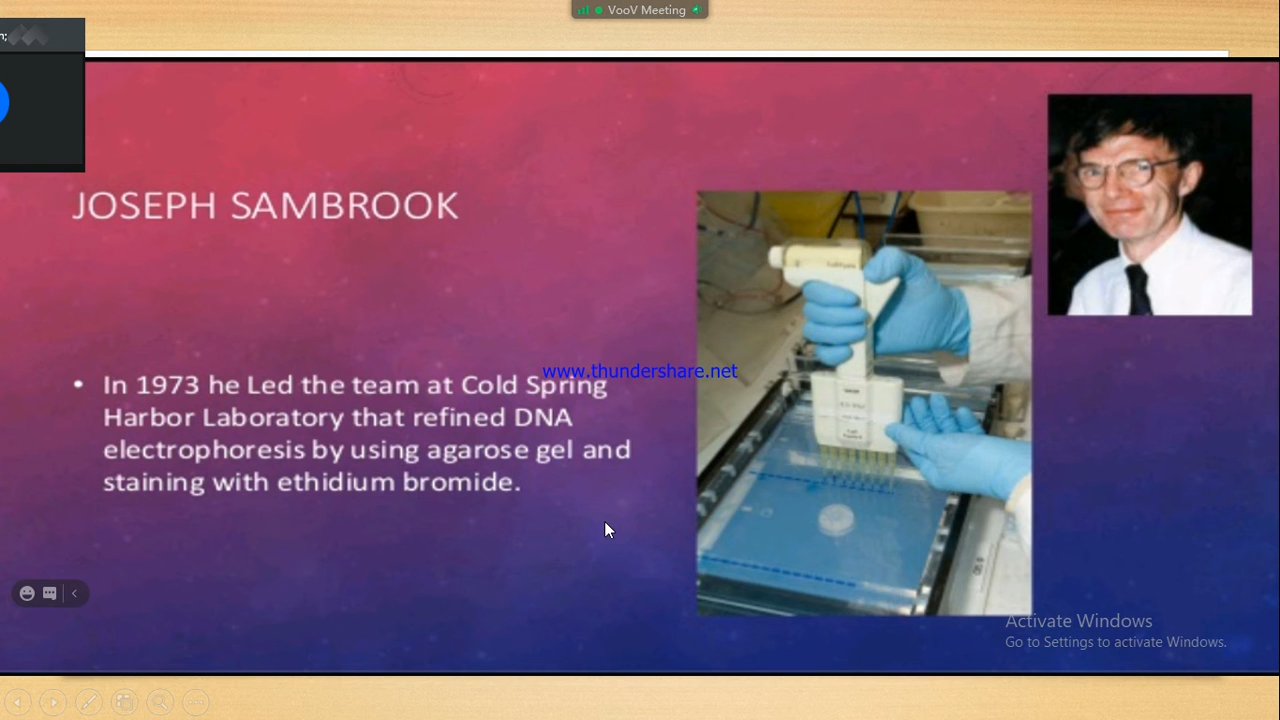 VooV Meeting
n;
JOSEPH SAMBROOK
www.thundershare.net
• In 1973 he Led the team at Cold Spring
Harbor Laboratory that refined DNA
electrophoresis by using agarose gel and
staining with ethidium bromide.
Activate Windows
Go to Settings to activate Windows.